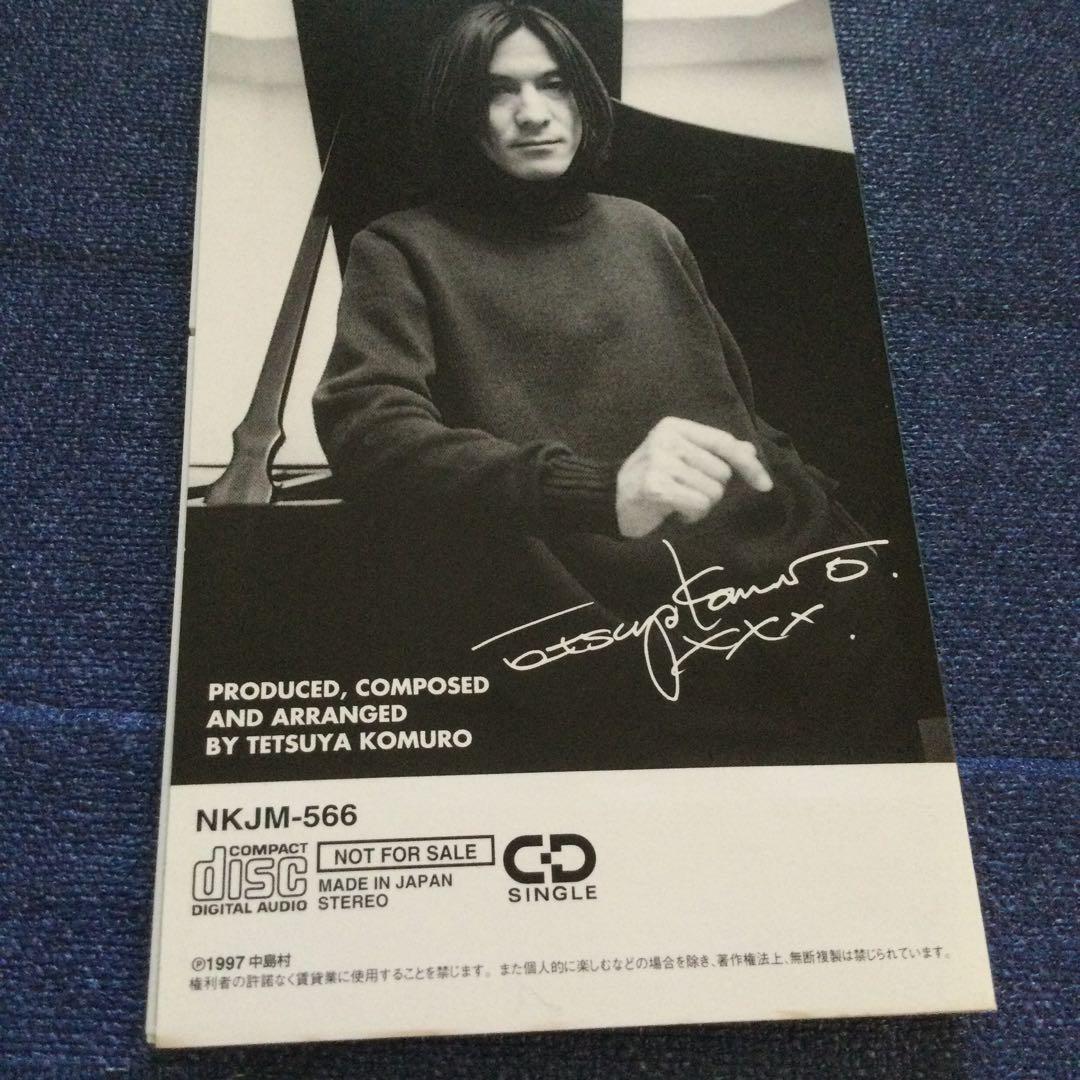 Tetsuya Komuro.
xxx.
PRODUCED, COMPOSED
AND ARRANGED
BY TETSUYA KOMURO
NKJM-566
COMPACT
disc
DIGITAL AUDIO
NOT FOR SALE
MADE IN JAPAN
STEREO
CD
SINGLE
Ⓟ1997 中島村
権利者の許諾なく賃貸業に使用することを禁じます。また個人的に楽しむなどの場合を除き、著作権法上、無断複製は禁じられています。